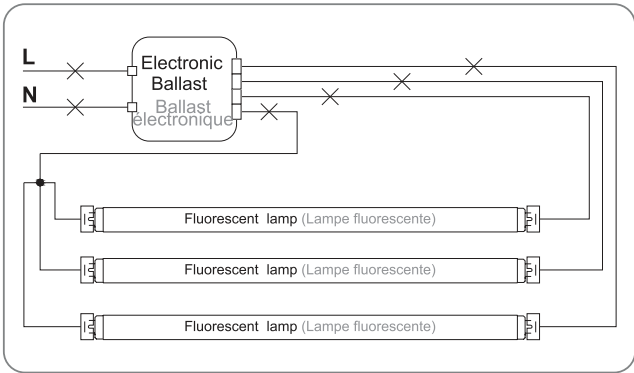 L
N
Electronic
Ballast
Ballast
électronique
Fluorescent lamp (Lampe fluorescente)
Fluorescent lamp (Lampe fluorescente)
Fluorescent lamp (Lampe fluorescente)